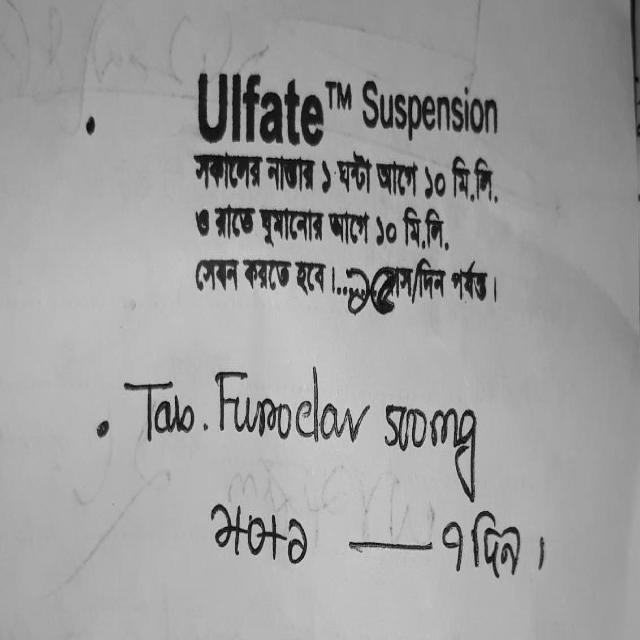 Ulfate™ Suspension
সকালের নাস্তার ১ ঘন্টা আগে ১০ মি.লি.
ও রাতে ঘুমানোর আগে ১০ মি.লি.
সেবন করতে হবে।... মাস/দিন পর্যন্ত।
Tab. Furoclav 500mg
১+০+১ — ৭ দিন।